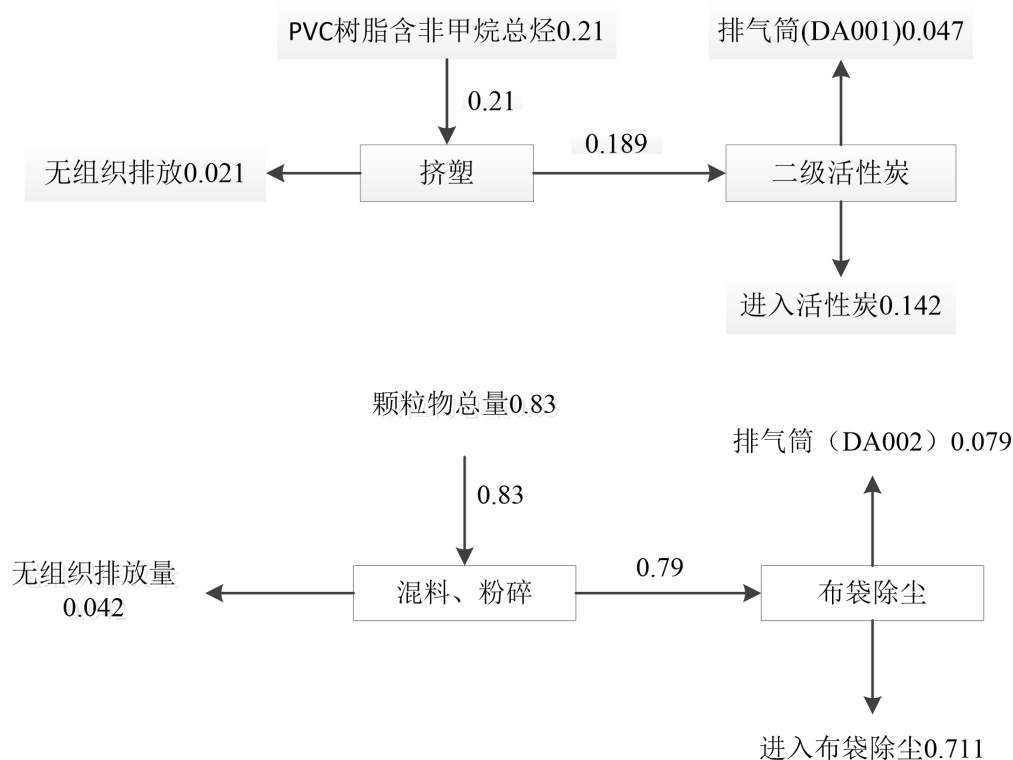 PVC树脂含非甲烷总烃0.21
排气筒(DA001)0.047
0.21
0.189
无组织排放0.021
挤塑
二级活性炭
进入活性炭0.142
颗粒物总量0.83
排气筒（DA002）0.079
0.83
无组织排放量
0.042
混料、粉碎
0.79
布袋除尘
进入布袋除尘0.711